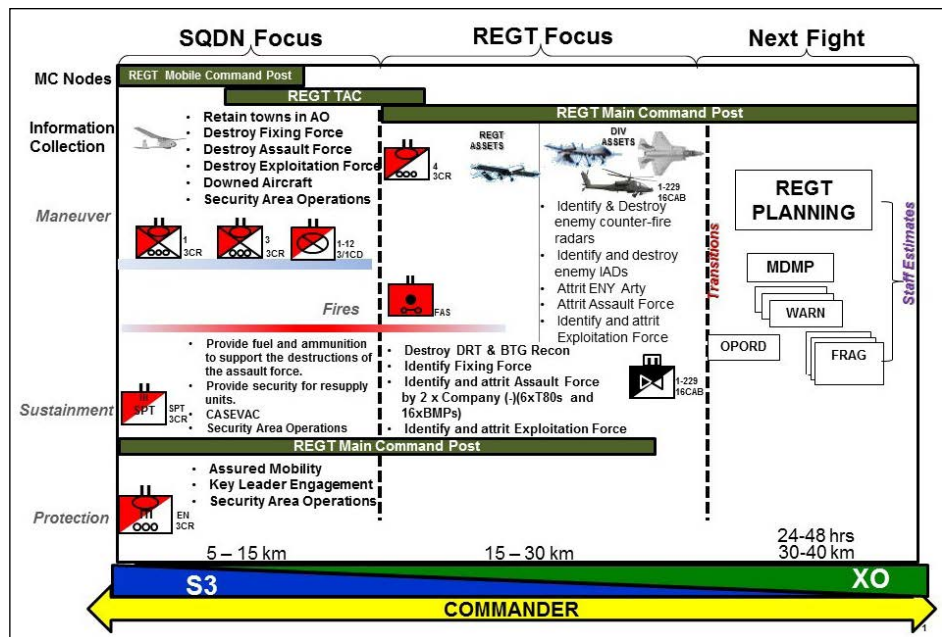 SQDN Focus
REGT Focus
Next Fight
MC Nodes
REGT Mobile Command Post
REGT TAC
REGT Main Command Post
Information
Collection
• Retain towns in AO
• Destroy Fixing Force
• Destroy Assault Force
• Destroy Exploitation Force
• Downed Aircraft
• Security Area Operations
4
3CR
REGT
ASSETS
DIV
ASSETS
1-229
16CAB
Maneuver
1
3CR
3
3CR
1-12
3/1CD
• Identify & Destroy
enemy counter-fire
radars
• Identify and destroy
enemy IADs
• Attrit ENY Arty
• Attrit Assault Force
• Identify and attrit
Exploitation Force
Transitions
REGT
PLANNING
MDMP
WARN
OPORD
FRAG
Staff Estimates
Fires
FAS
• Provide fuel and ammunition
to support the destructions of
the assault force.
• Provide security for resupply
units.
• CASEVAC
• Security Area Operations
• Destroy DRT & BTG Recon
• Identify Fixing Force
• Identify and attrit Assault Force
by 2 x Company (-)(6xT80s and
16xBMPs)
• Identify and attrit Exploitation Force
1-229
16CAB
Sustainment
SPT
SPT
3CR
REGT Main Command Post
• Assured Mobility
• Key Leader Engagement
• Security Area Operations
Protection
EN
3CR
5 – 15 km
15 – 30 km
24-48 hrs
30-40 km
S3
XO
COMMANDER
1